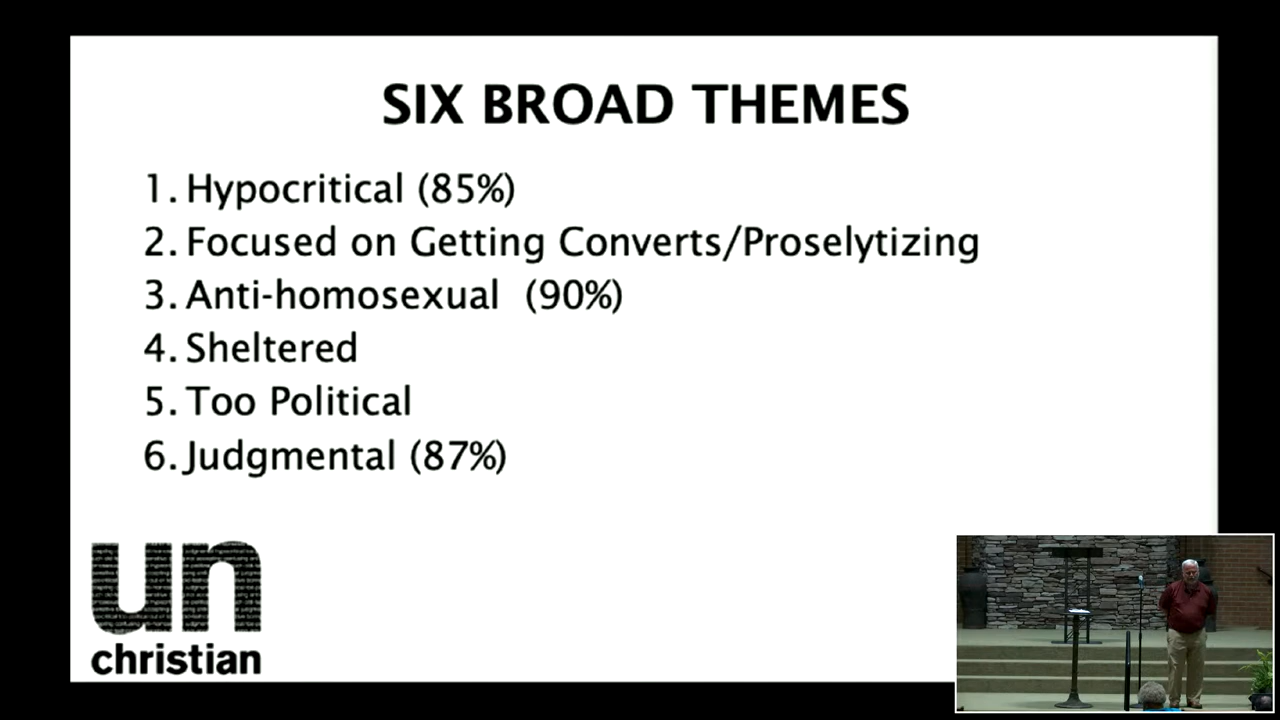 SIX BROAD THEMES
1. Hypocritical (85%)
2. Focused on Getting Converts/Proselytizing
3. Anti-homosexual (90%)
4. Sheltered
5. Too Political
6. Judgmental (87%)
un
christian